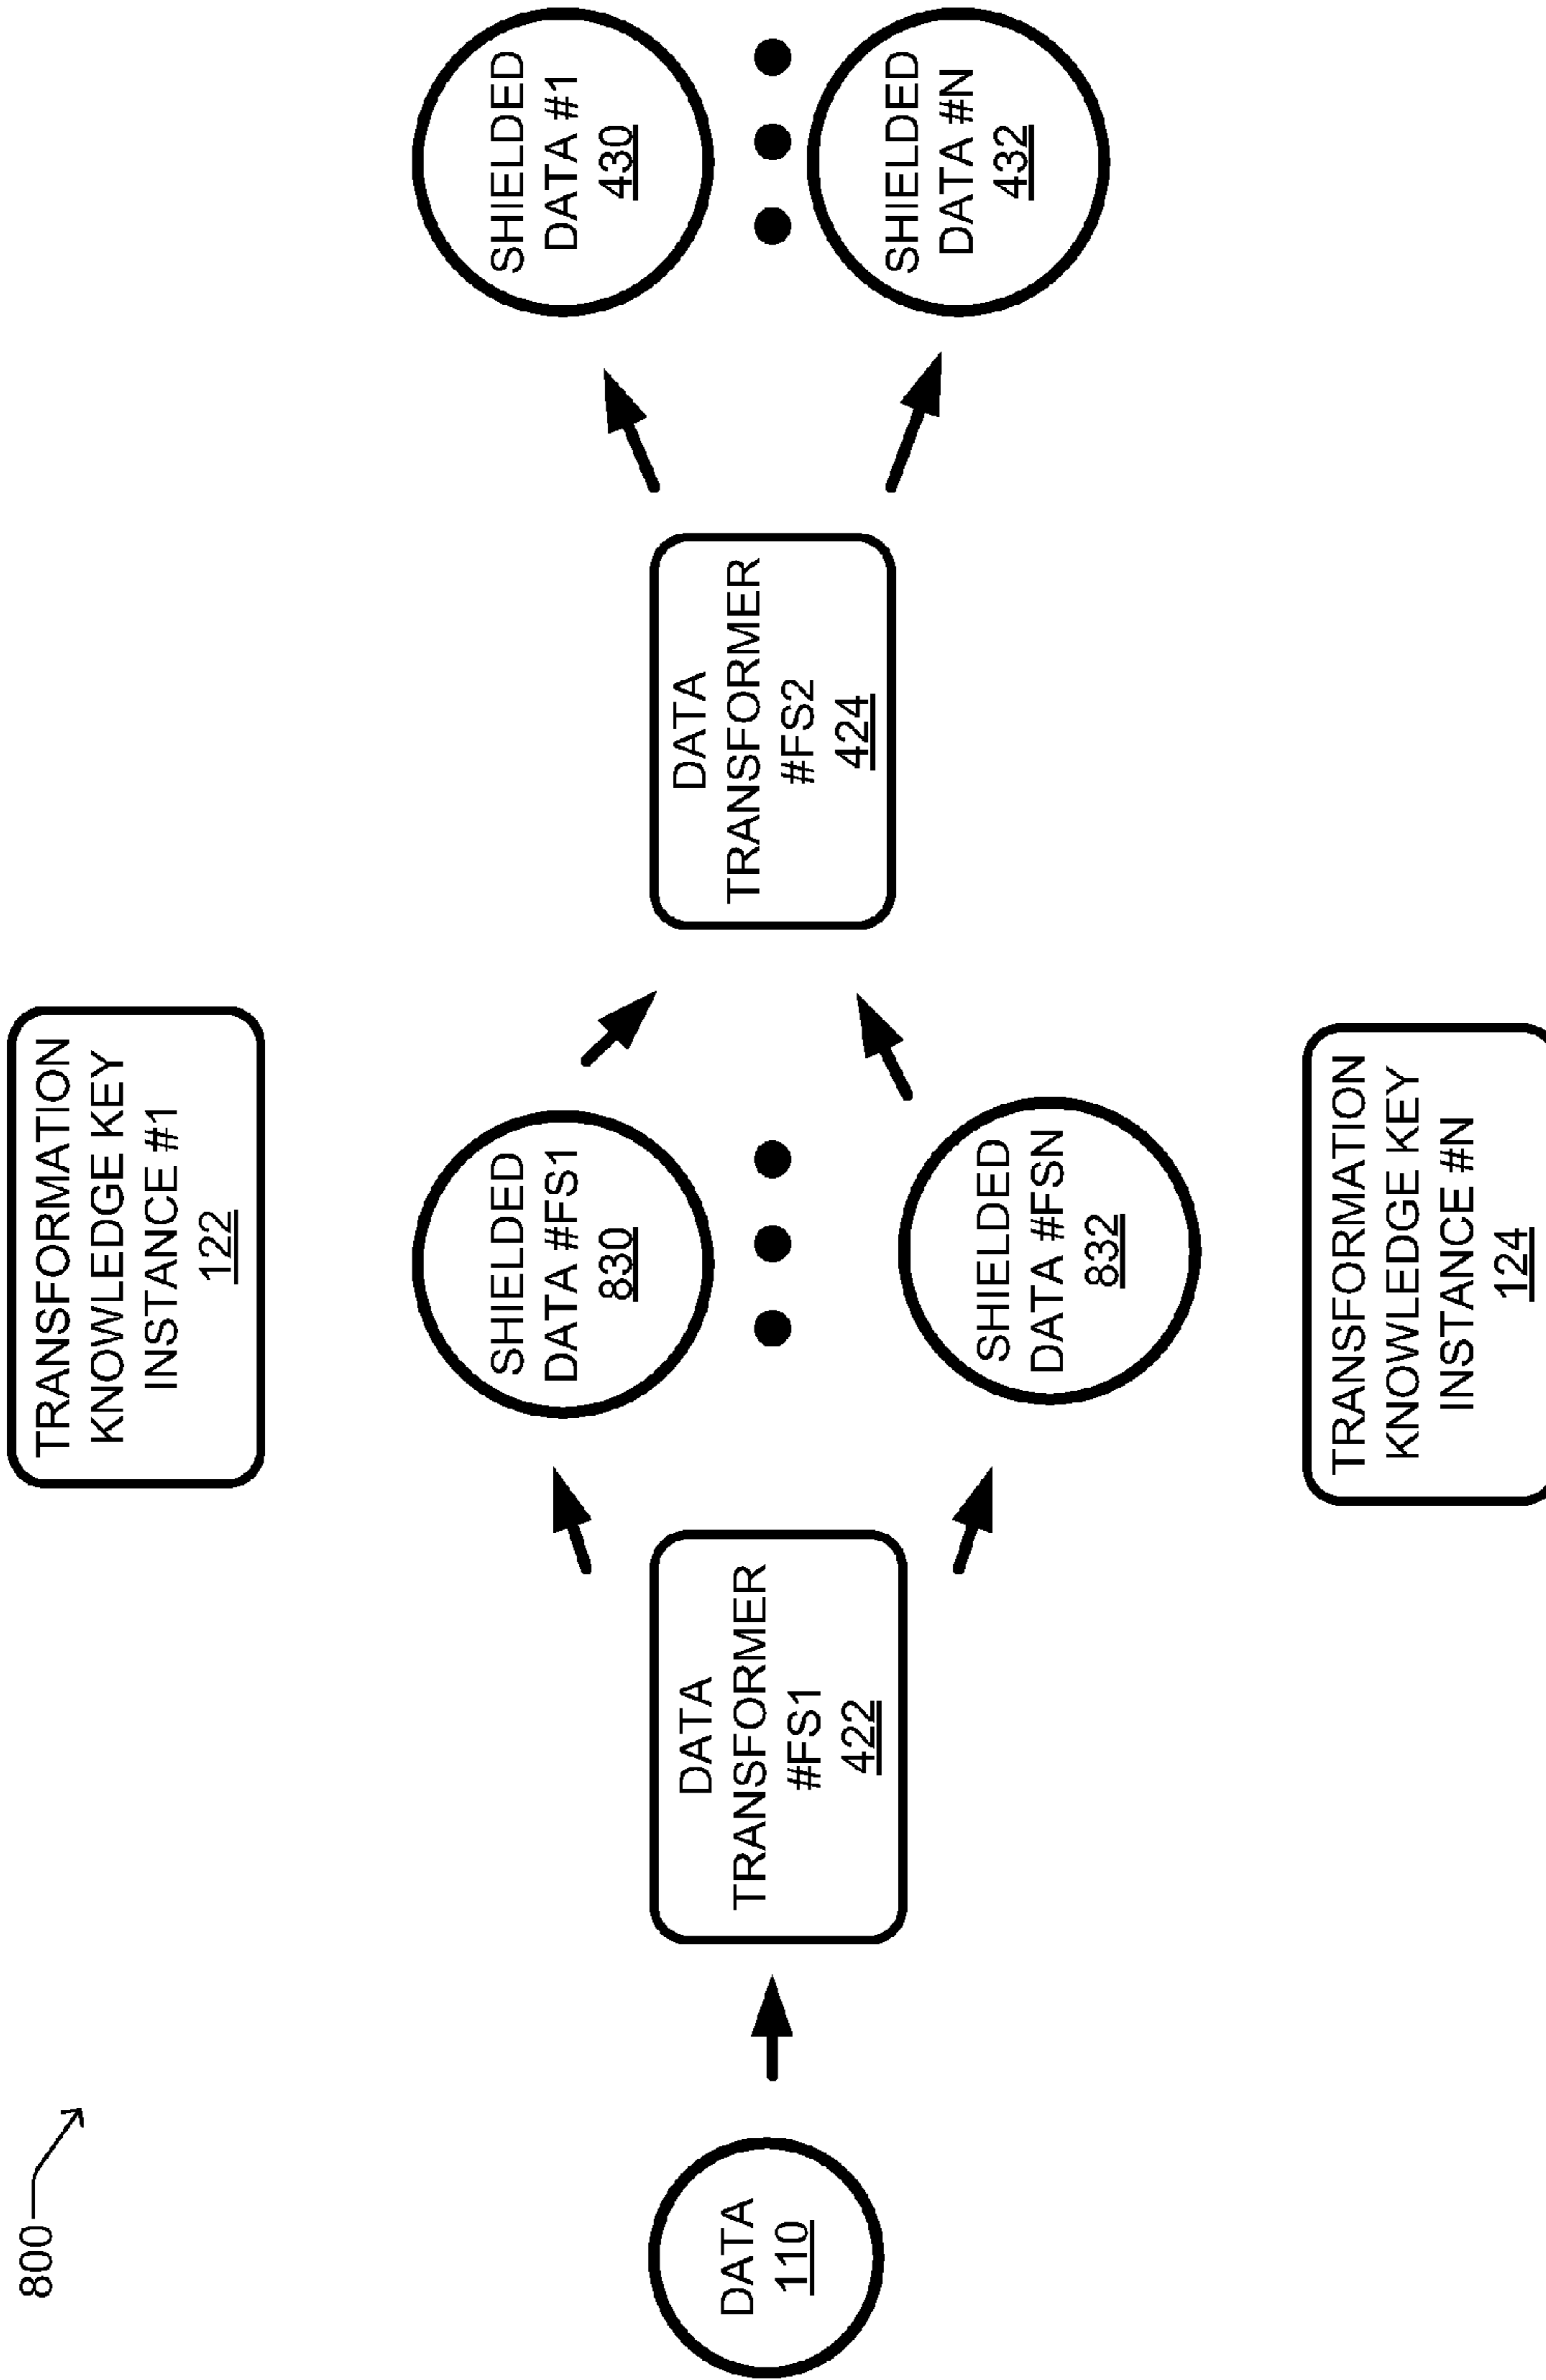 800
TRANSFORMATION
KNOWLEDGE KEY
INSTANCE #1
122
DATA
110
DATA
TRANSFORMER
#FS1
422
SHIELDED
DATA #FS1
830
SHIELDED
DATA #FSN
832
DATA
TRANSFORMER
#FS2
424
SHIELDED
DATA #1
430
SHIELDED
DATA #N
432
TRANSFORMATION
KNOWLEDGE KEY
INSTANCE #N
124